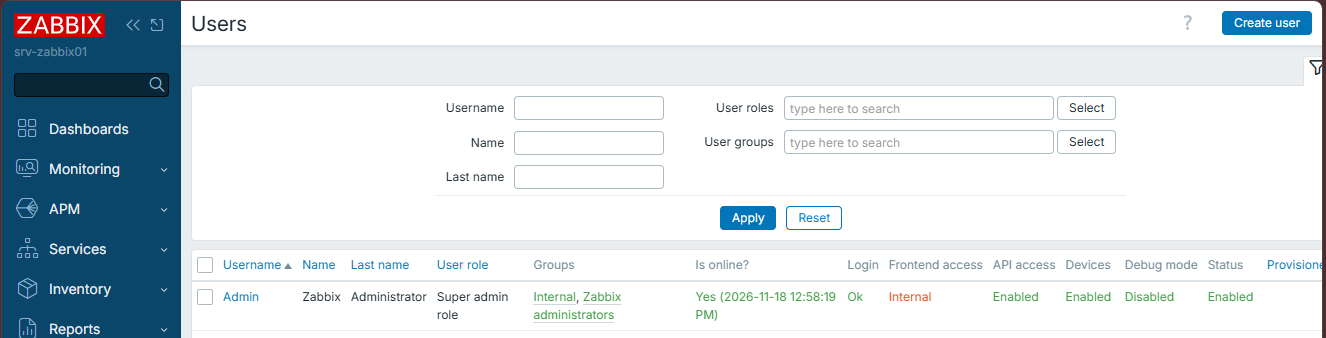 ZABBIX
srv-zabbix01
Dashboards
Monitoring
APM
Services
Inventory
Reports
Users
?
Create user
Username
Name
Last name
User roles
type here to search
Select
User groups
type here to search
Select
Apply
Reset
Username Name Last name User role Groups Is online? Login Frontend access API access Devices Debug mode Status Provisione
Admin Zabbix Administrator Super admin role Internal, Zabbix administrators Yes (2026-11-18 12:58:19 PM) Ok Internal Enabled Enabled Disabled Enabled